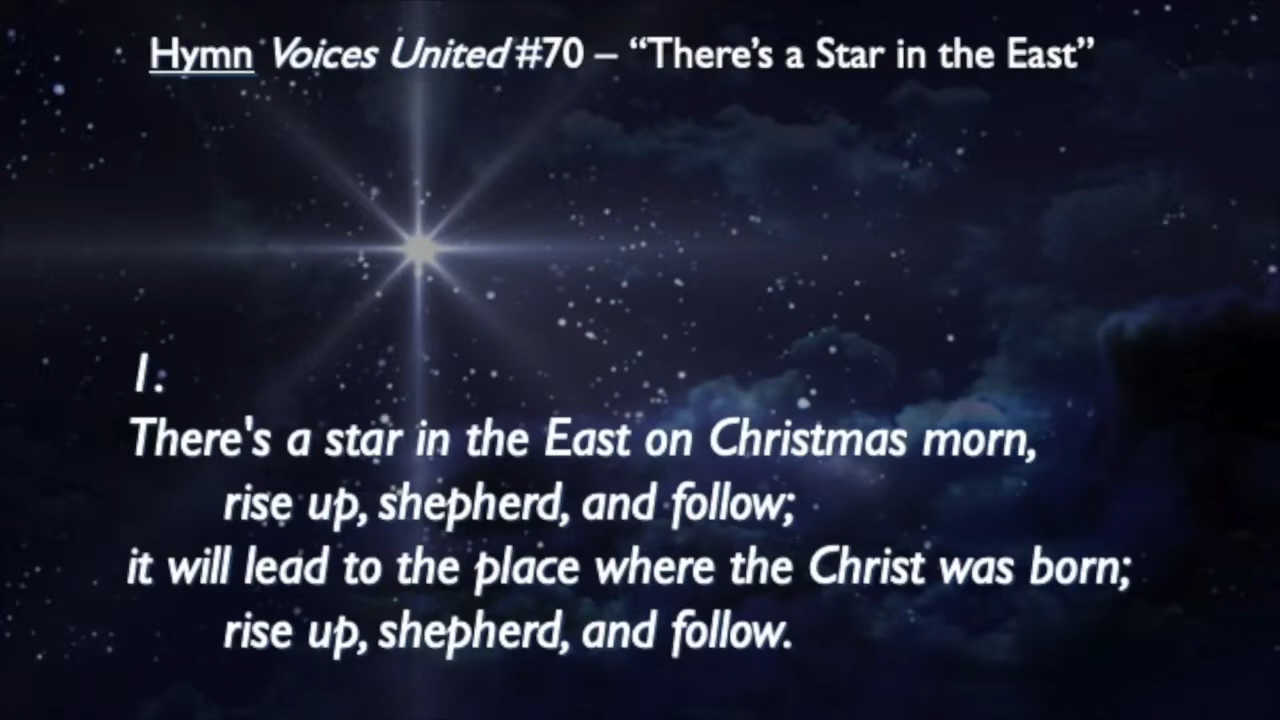 Hymn Voices United #70 – “There’s a Star in the East”
1.
There's a star in the East on Christmas morn,
rise up, shepherd, and follow;
it will lead to the place where the Christ was born;
rise up, shepherd, and follow.